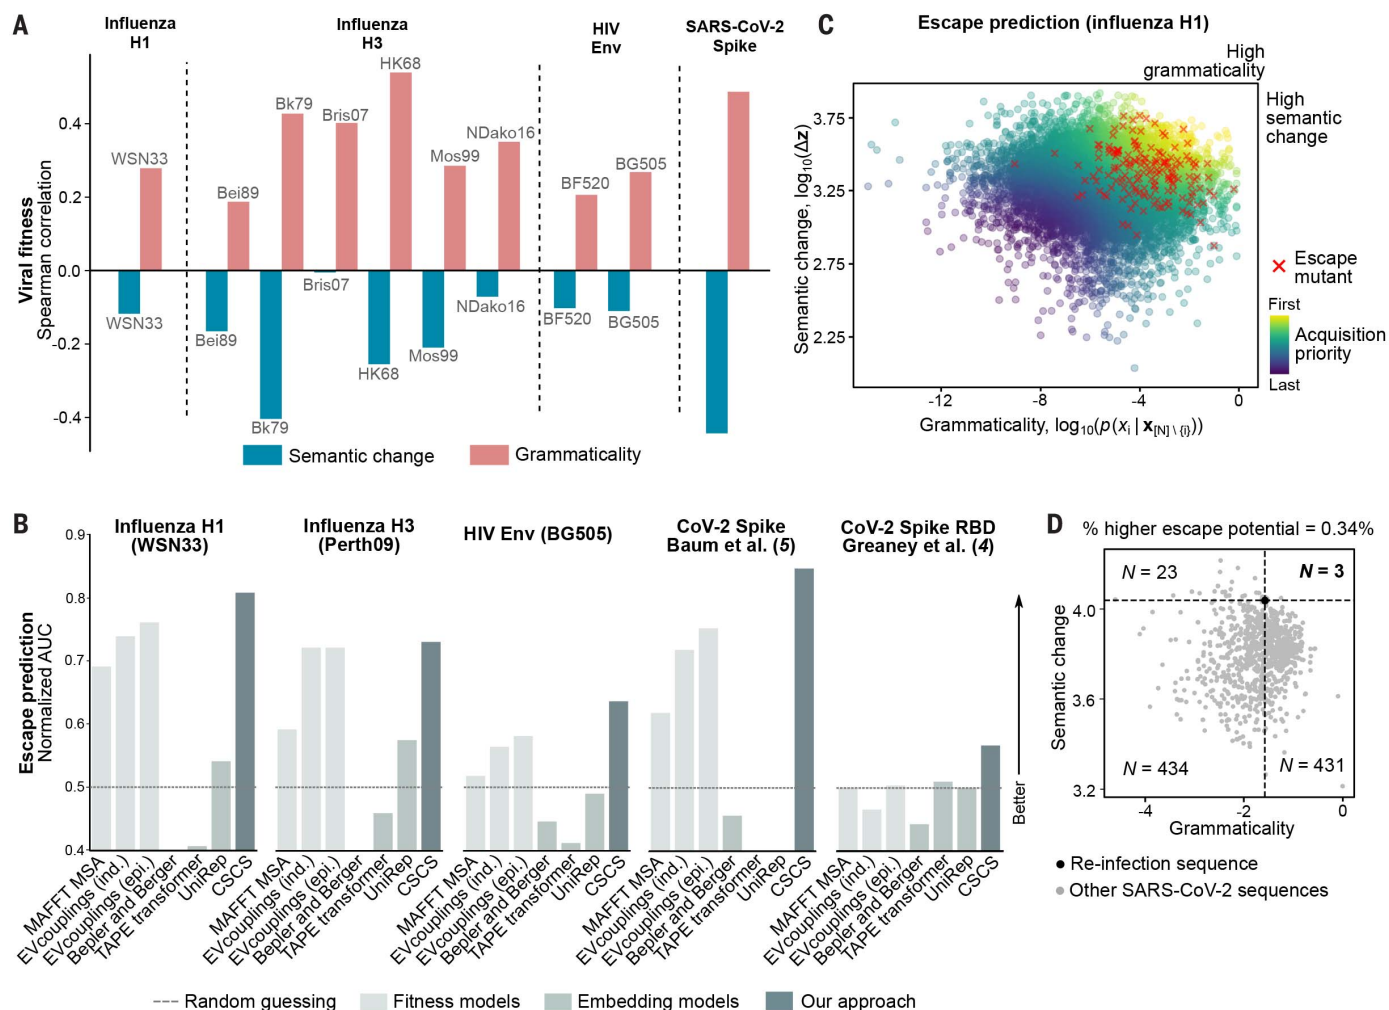 A
Influenza
H1
Influenza
H3
HIV
Env
SARS-CoV-2
Spike
Viral fitness
Spearman correlation
0.4
0.2
0.0
-0.2
-0.4
WSN33
WSN33
Bei89
Bei89
Bk79
Bk79
Bris07
Bris07
HK68
HK68
Mos99
Mos99
NDako16
NDako16
BF520
BF520
BG505
BG505
Semantic change
Grammaticality
C
Escape prediction (influenza H1)
High
grammaticality
High
semantic
change
Semantic change, log10(Δz)
3.75
3.25
2.75
2.25
-12
-8
-4
0
Grammaticality, log10(p(xi | x[N] \ {i}))
Escape
mutant
First
Acquisition
priority
Last
B
Influenza H1
(WSN33)
Influenza H3
(Perth09)
HIV Env (BG505)
CoV-2 Spike
Baum et al. (5)
CoV-2 Spike RBD
Greaney et al. (4)
Escape prediction
Normalized AUC
0.9
0.8
0.7
0.6
0.5
0.4
Better
MAFFT MSA
EVcouplings (ind.)
EVcouplings (epi.)
Bepler and Berger
TAPE transformer
UniRep
CSCS
MAFFT MSA
EVcouplings (ind.)
EVcouplings (epi.)
Bepler and Berger
TAPE transformer
UniRep
CSCS
MAFFT MSA
EVcouplings (ind.)
EVcouplings (epi.)
Bepler and Berger
TAPE transformer
UniRep
CSCS
MAFFT MSA
EVcouplings (ind.)
EVcouplings (epi.)
Bepler and Berger
TAPE transformer
UniRep
CSCS
MAFFT MSA
EVcouplings (ind.)
EVcouplings (epi.)
Bepler and Berger
TAPE transformer
UniRep
CSCS
Random guessing
Fitness models
Embedding models
Our approach
D
% higher escape potential = 0.34%
N = 23
N = 3
N = 434
N = 431
Semantic change
4.0
3.6
3.2
-4
-2
0
Grammaticality
Re-infection sequence
Other SARS-CoV-2 sequences